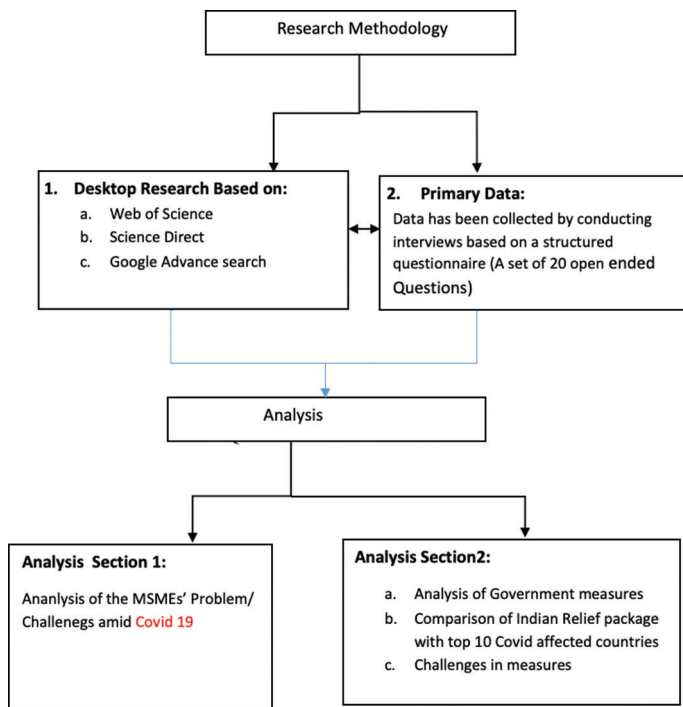 Research Methodology
1. Desktop Research Based on:
a. Web of Science
b. Science Direct
c. Google Advance search
2. Primary Data:
Data has been collected by conducting
interviews based on a structured
questionnaire (A set of 20 open ended
Questions)
Analysis
Analysis Section 1:
Ananlysis of the MSMEs' Problem/
Challenegs amid Covid 19
Analysis Section2:
a. Analysis of Government measures
b. Comparison of Indian Relief package
with top 10 Covid affected countries
c. Challenges in measures